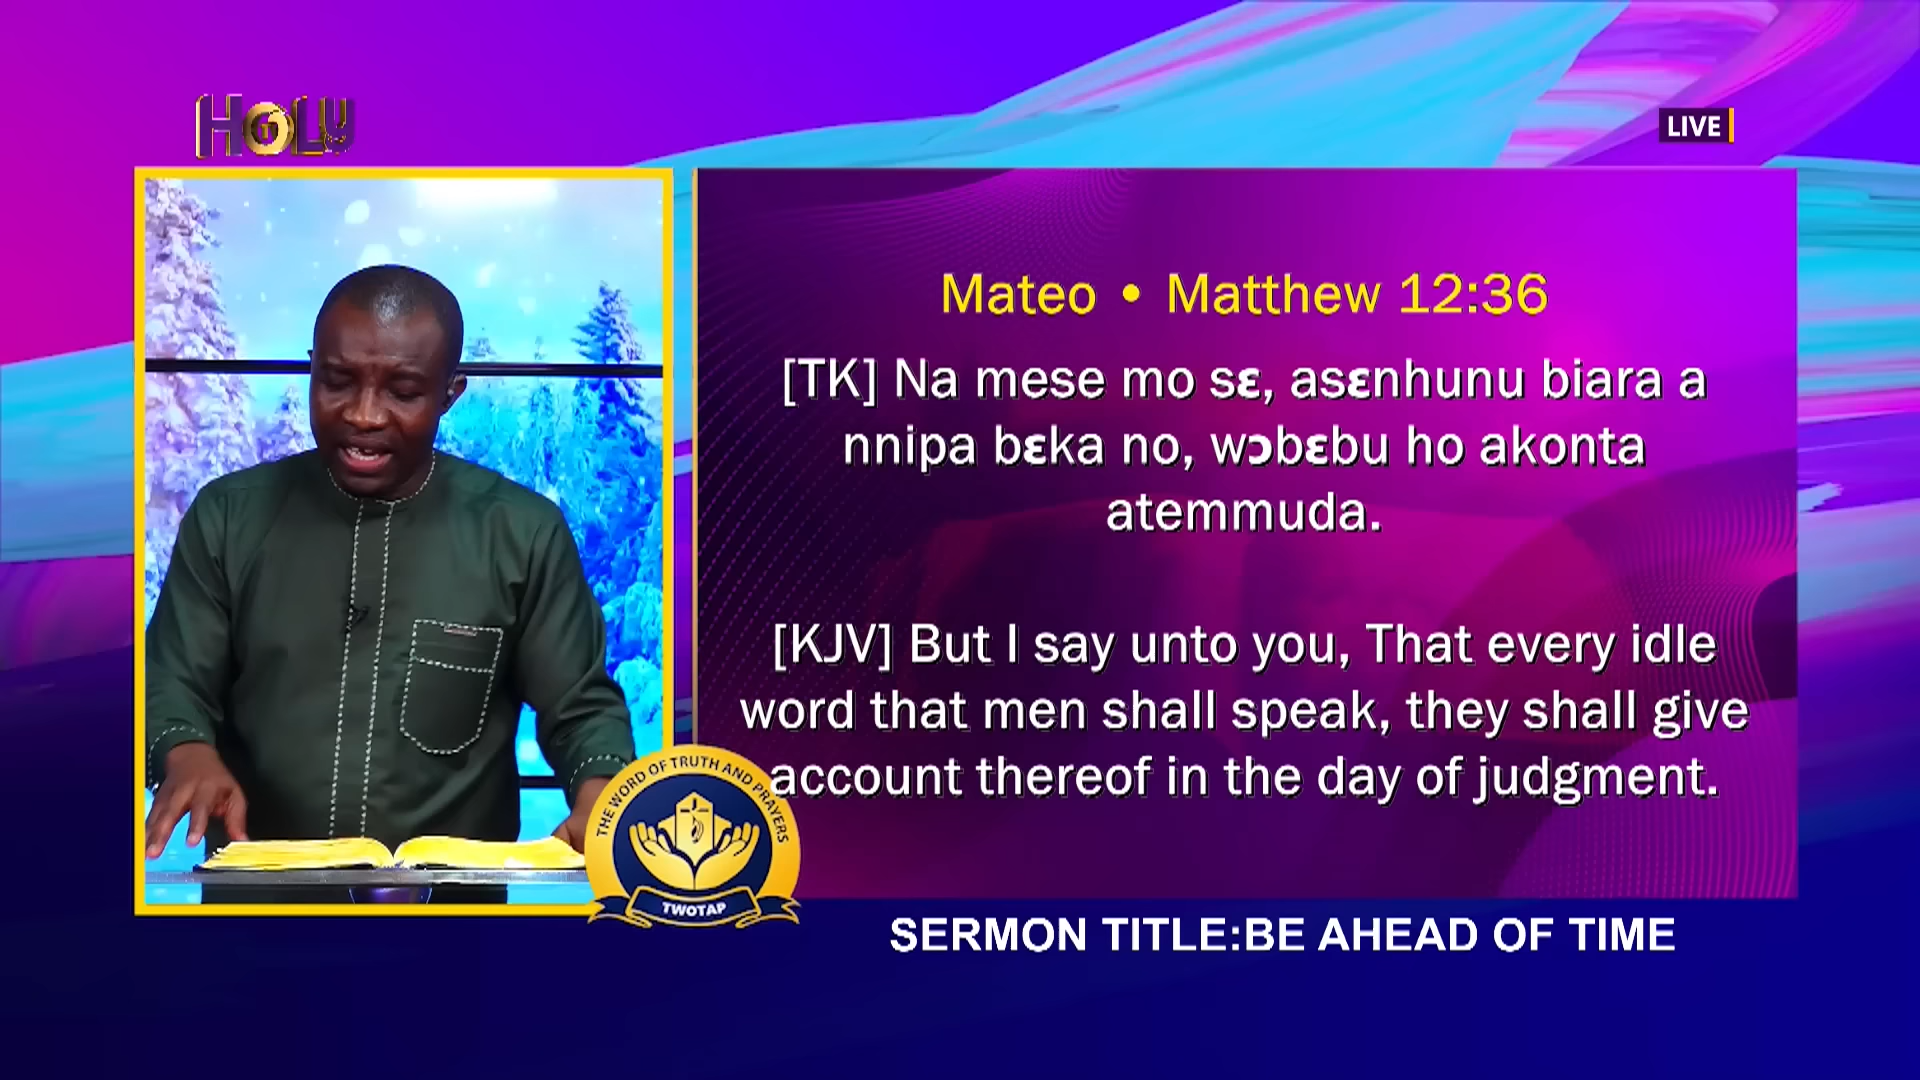 HOLY
LIVE
Mateo • Matthew 12:36
[TK] Na mese mo sɛ, asɛnhunu biara a
nnipa bɛka no, wɔbɛbu ho akonta
atemmuda.
[KJV] But I say unto you, That every idle
word that men shall speak, they shall give
account thereof in the day of judgment.
THE WORD OF TRUTH AND PRAYERS
TWOTAP
SERMON TITLE:BE AHEAD OF TIME